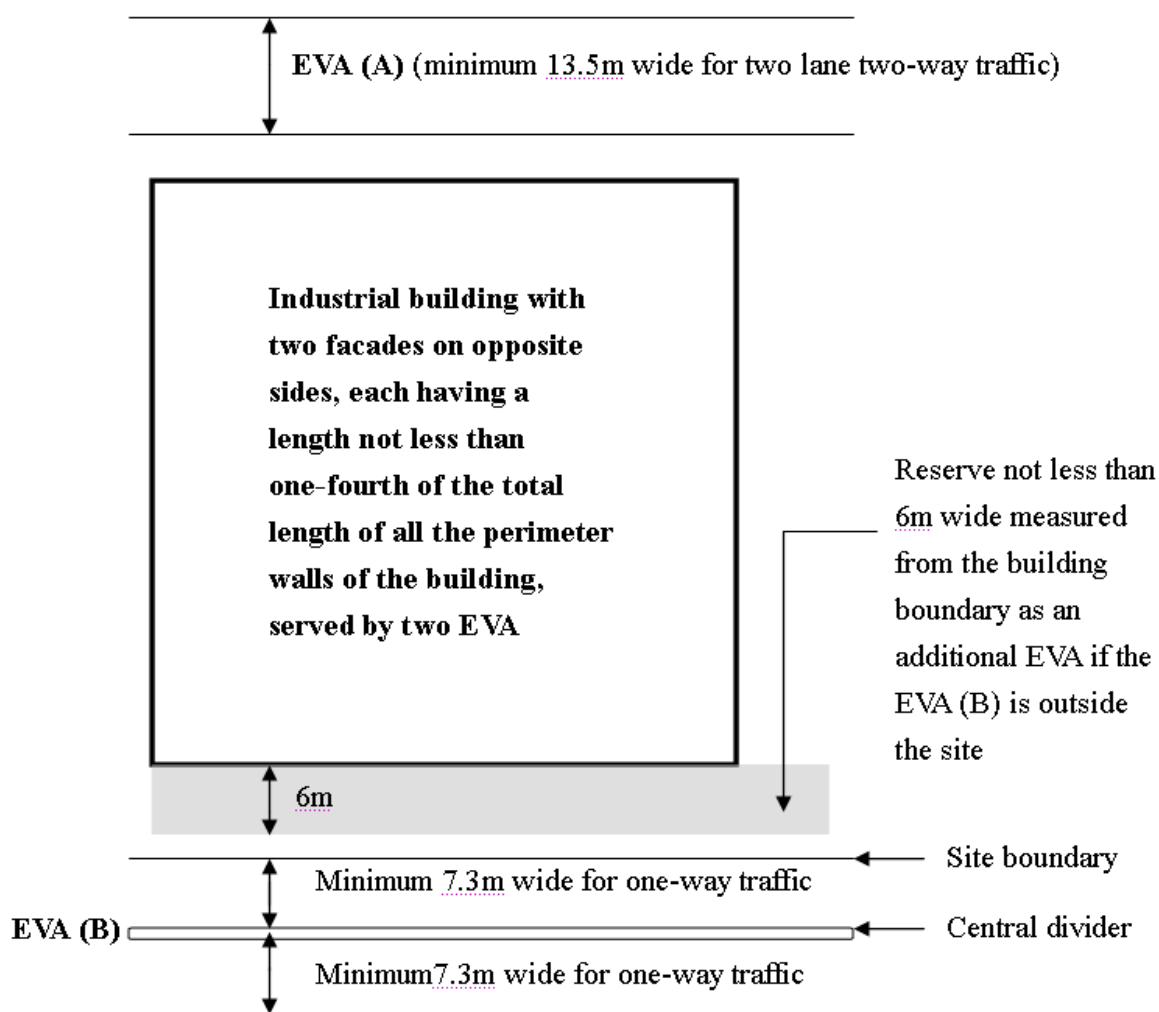 EVA (A) (minimum 13.5m wide for two lane two-way traffic)
Industrial building with
two facades on opposite
sides, each having a
length not less than
one-fourth of the total
length of all the perimeter
walls of the building,
served by two EVA
Reserve not less than
6m wide measured
from the building
boundary as an
additional EVA if the
EVA (B) is outside
the site
6m
Site boundary
Minimum 7.3m wide for one-way traffic
EVA (B)
Central divider
Minimum7.3m wide for one-way traffic